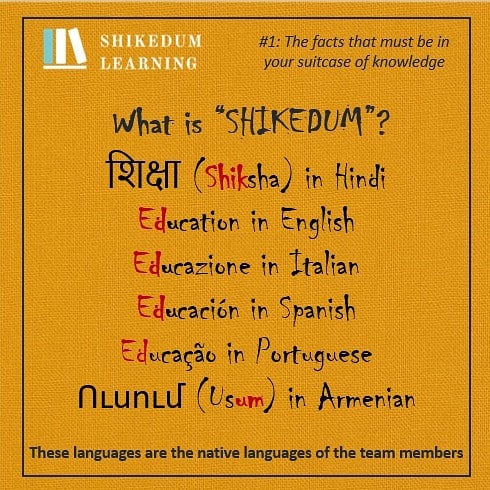 SHIKEDUM
LEARNING
#1: The facts that must be in
your suitcase of knowledge
What is “SHIKEDUM”?
शिक्षा (Shiksha) in Hindi
Education in English
Educazione in Italian
Educación in Spanish
Educação in Portuguese
Ուսում (Usum) in Armenian
These languages are the native languages of the team members